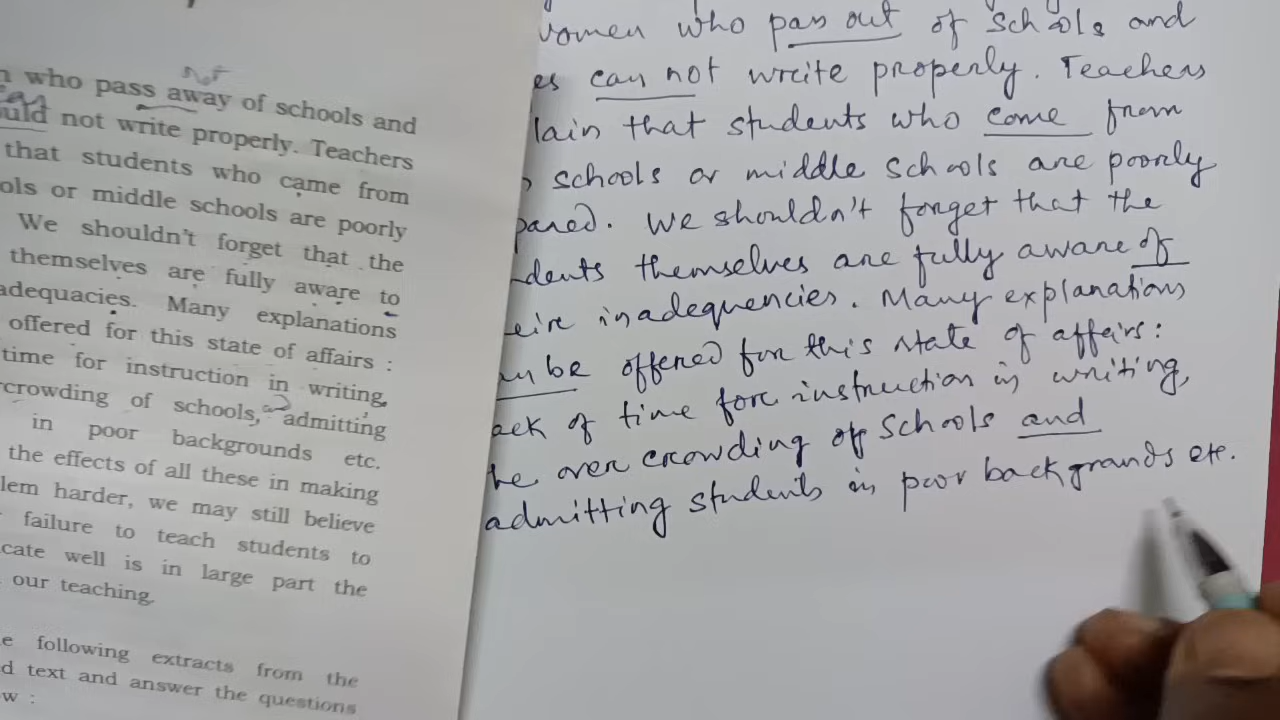 n who pass away of schools and
uld not write properly. Teachers
that students who came from
ols or middle schools are poorly
We shouldn't forget that the
themselves are fully aware to
adequacies. Many explanations
offered for this state of affairs :
time for instruction in writing,
rcrowding of schools, admitting
in poor backgrounds etc.
the effects of all these in making
lem harder, we may still believe
failure to teach students to
cate well is in large part the
our teaching.
e following extracts from the
d text and answer the questions
w :
women who pass out of schools and
es can not write properly. Teachers
lain that students who come from
schools or middle schools are poorly
pared. We shouldn't forget that the
dents themselves are fully aware of
eir inadequencies. Many explanations
an be offered for this state of affairs :
ack of time for instruction in writing,
he over crowding of schools and
admitting students in poor backgrands etc.